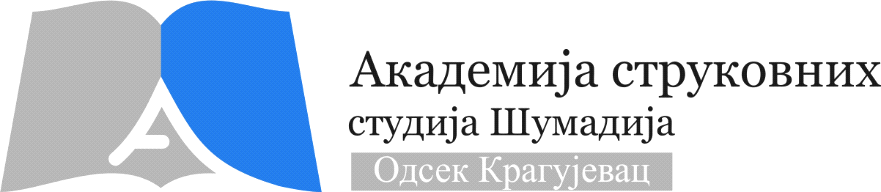 Академија струковних
студија Шумадија
Одсек Крагујевац